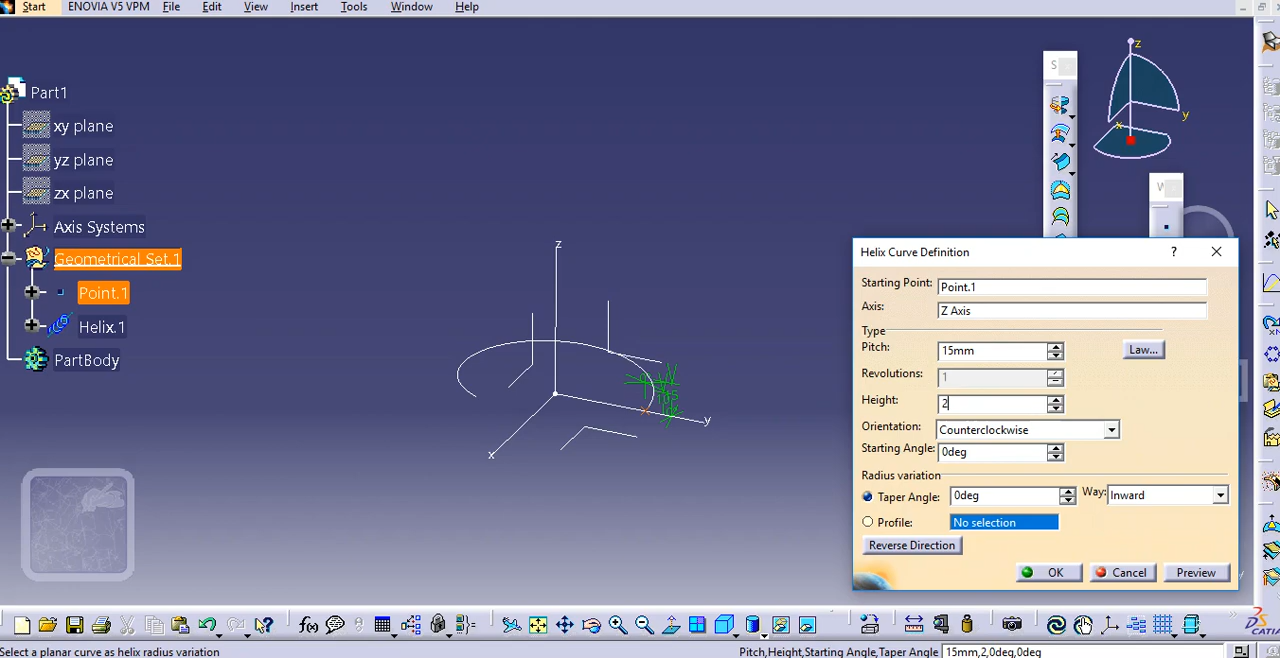 Start ENOVIA V5 VPM File Edit View Insert Tools Window Help
Part1
xy plane
yz plane
zx plane
Axis Systems
Geometrical Set.1
Point.1
Helix.1
PartBody
z
y
x
z
y
x
S
W
Helix Curve Definition ? ×
Starting Point: Point.1
Axis: Z Axis
Type
Pitch: 15mm Law...
Revolutions: 1
Height: 2
Orientation: Counterclockwise
Starting Angle: 0deg
Radius variation
Taper Angle: 0deg Way: Inward
Profile: No selection
Reverse Direction
OK Cancel Preview
f(x)
Select a planar curve as helix radius variation
Pitch,Height,Starting Angle,Taper Angle 15mm,2,0deg,0deg